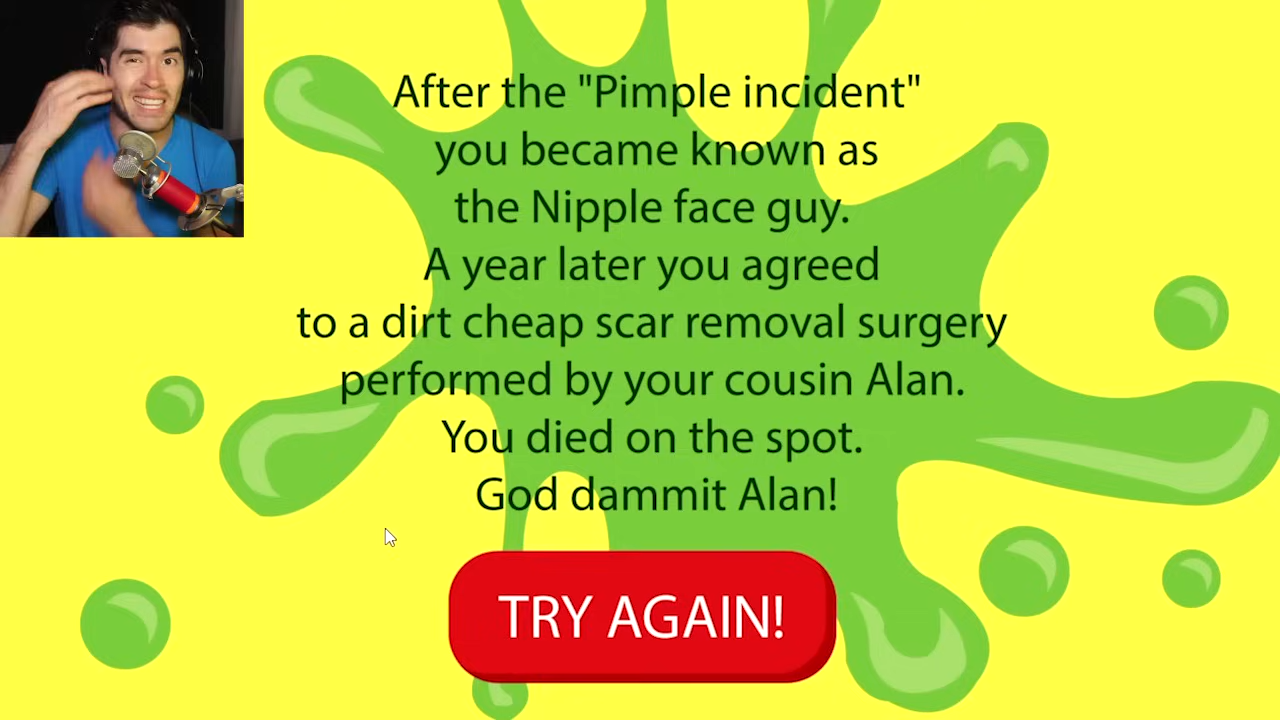 After the "Pimple incident"
you became known as
the Nipple face guy.
A year later you agreed
to a dirt cheap scar removal surgery
performed by your cousin Alan.
You died on the spot.
God dammit Alan!
TRY AGAIN!